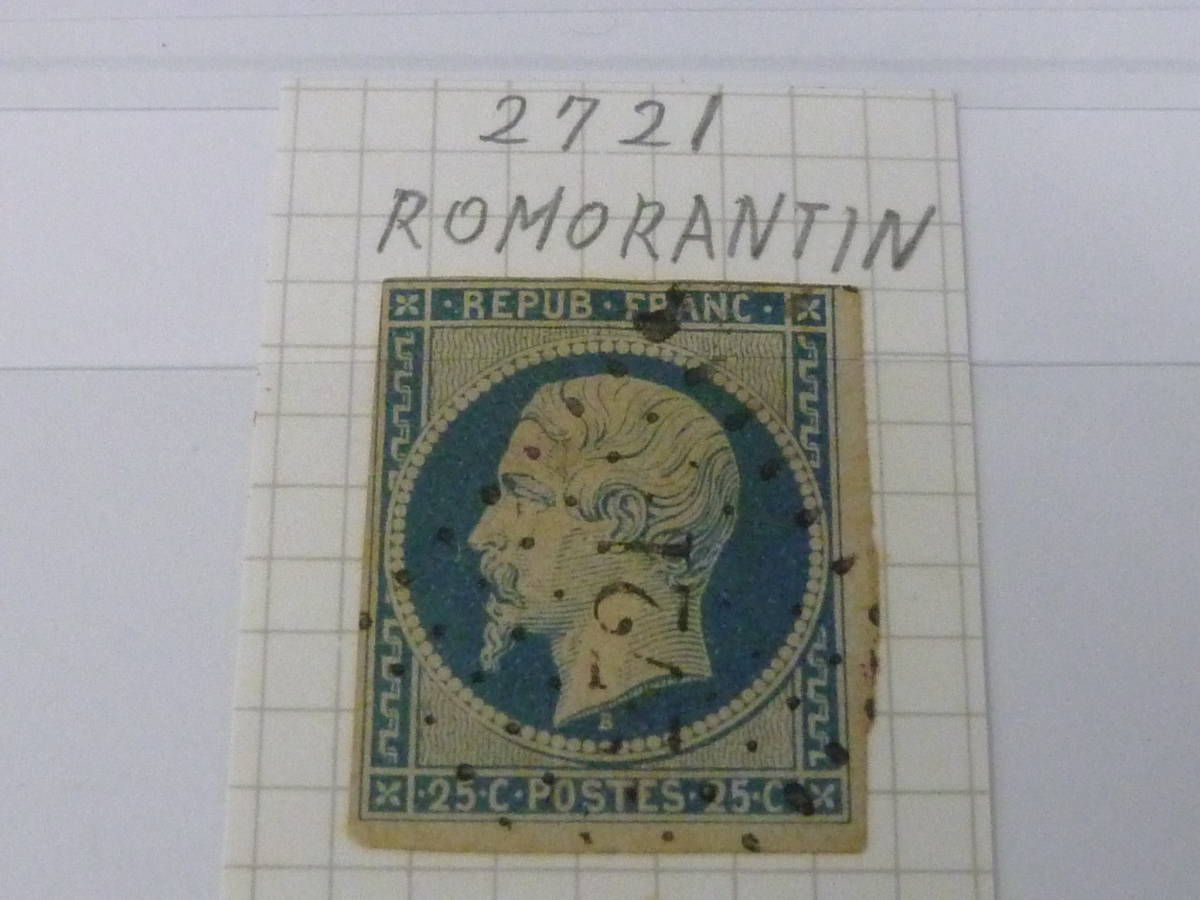 2721
ROMORANTIN
· REPUB · FRANC ·
B
· 25 · C · POSTES · 25 · C ·